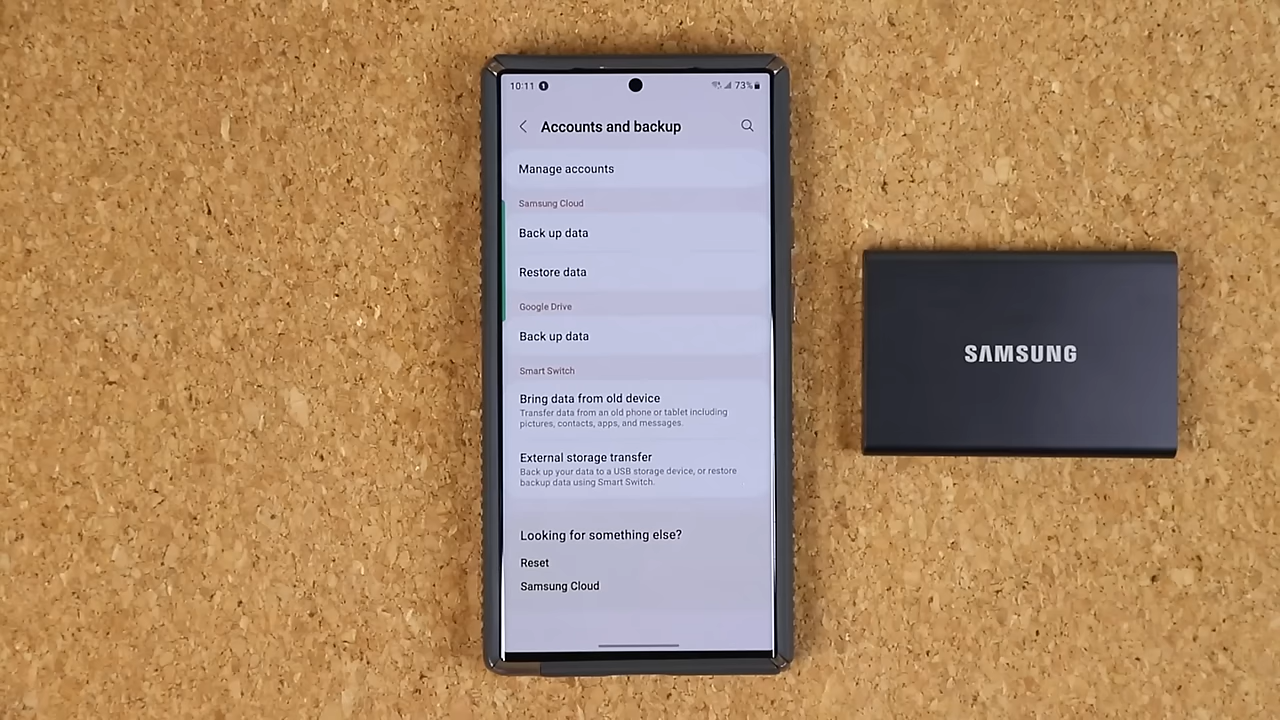 10:11 1 73%
Accounts and backup
Manage accounts
Samsung Cloud
Back up data
Restore data
Google Drive
Back up data
Smart Switch
Bring data from old device
Transfer data from an old phone or tablet including
pictures, contacts, apps, and messages.
External storage transfer
Back up your data to a USB storage device, or restore
backup data using Smart Switch.
Looking for something else?
Reset
Samsung Cloud
SAMSUNG